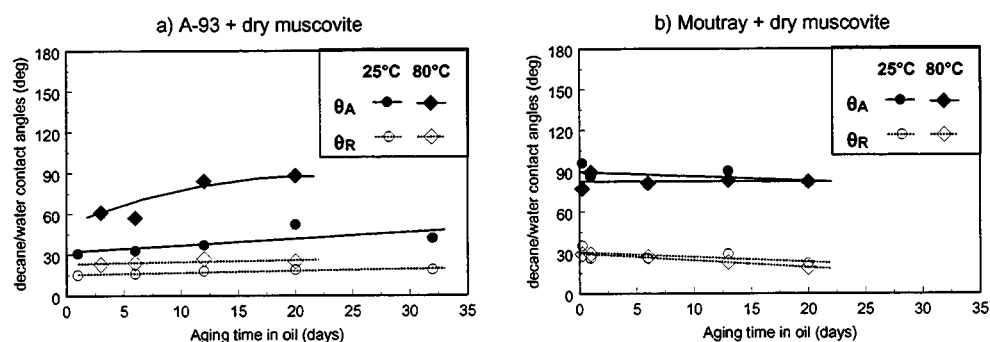 a) A-93 + dry muscovite
decane/water contact angles (deg)
180
150
120
90
60
30
0
0 5 10 15 20 25 30 35
Aging time in oil (days)
25°C 80°C
θA
θR
b) Moutray + dry muscovite
decane/water contact angles (deg)
180
150
120
90
60
30
0
0 5 10 15 20 25 30 35
Aging time in oil (days)
25°C 80°C
θA
θR